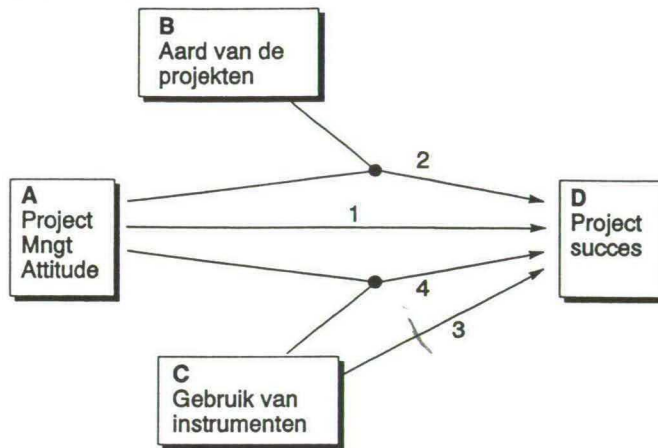 B
Aard van de
projekten
2
A
Project
Mngt
Attitude
1
D
Project
succes
4
3
C
Gebruik van
instrumenten